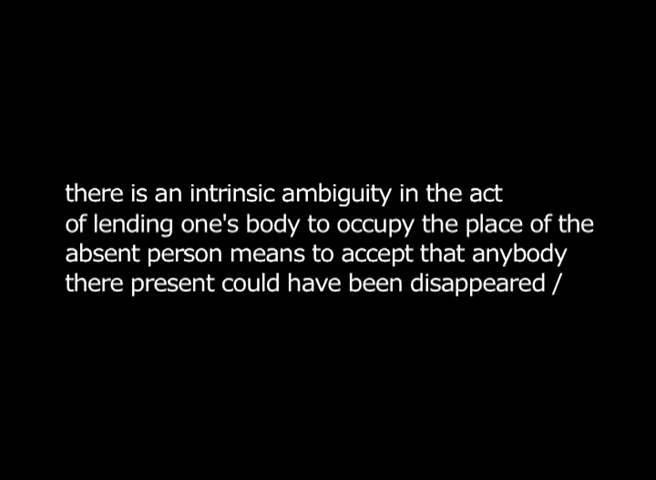 there is an intrinsic ambiguity in the act
of lending one's body to occupy the place of the
absent person means to accept that anybody
there present could have been disappeared /